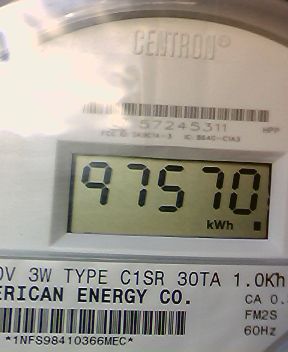 CENTRON®
57245311
HPP
97570
kWh
0V 3W TYPE C1SR 30TA 1.0Kh
ERICAN ENERGY CO.
CA 0.
FM2S
60Hz
*1NFS98410366MEC*